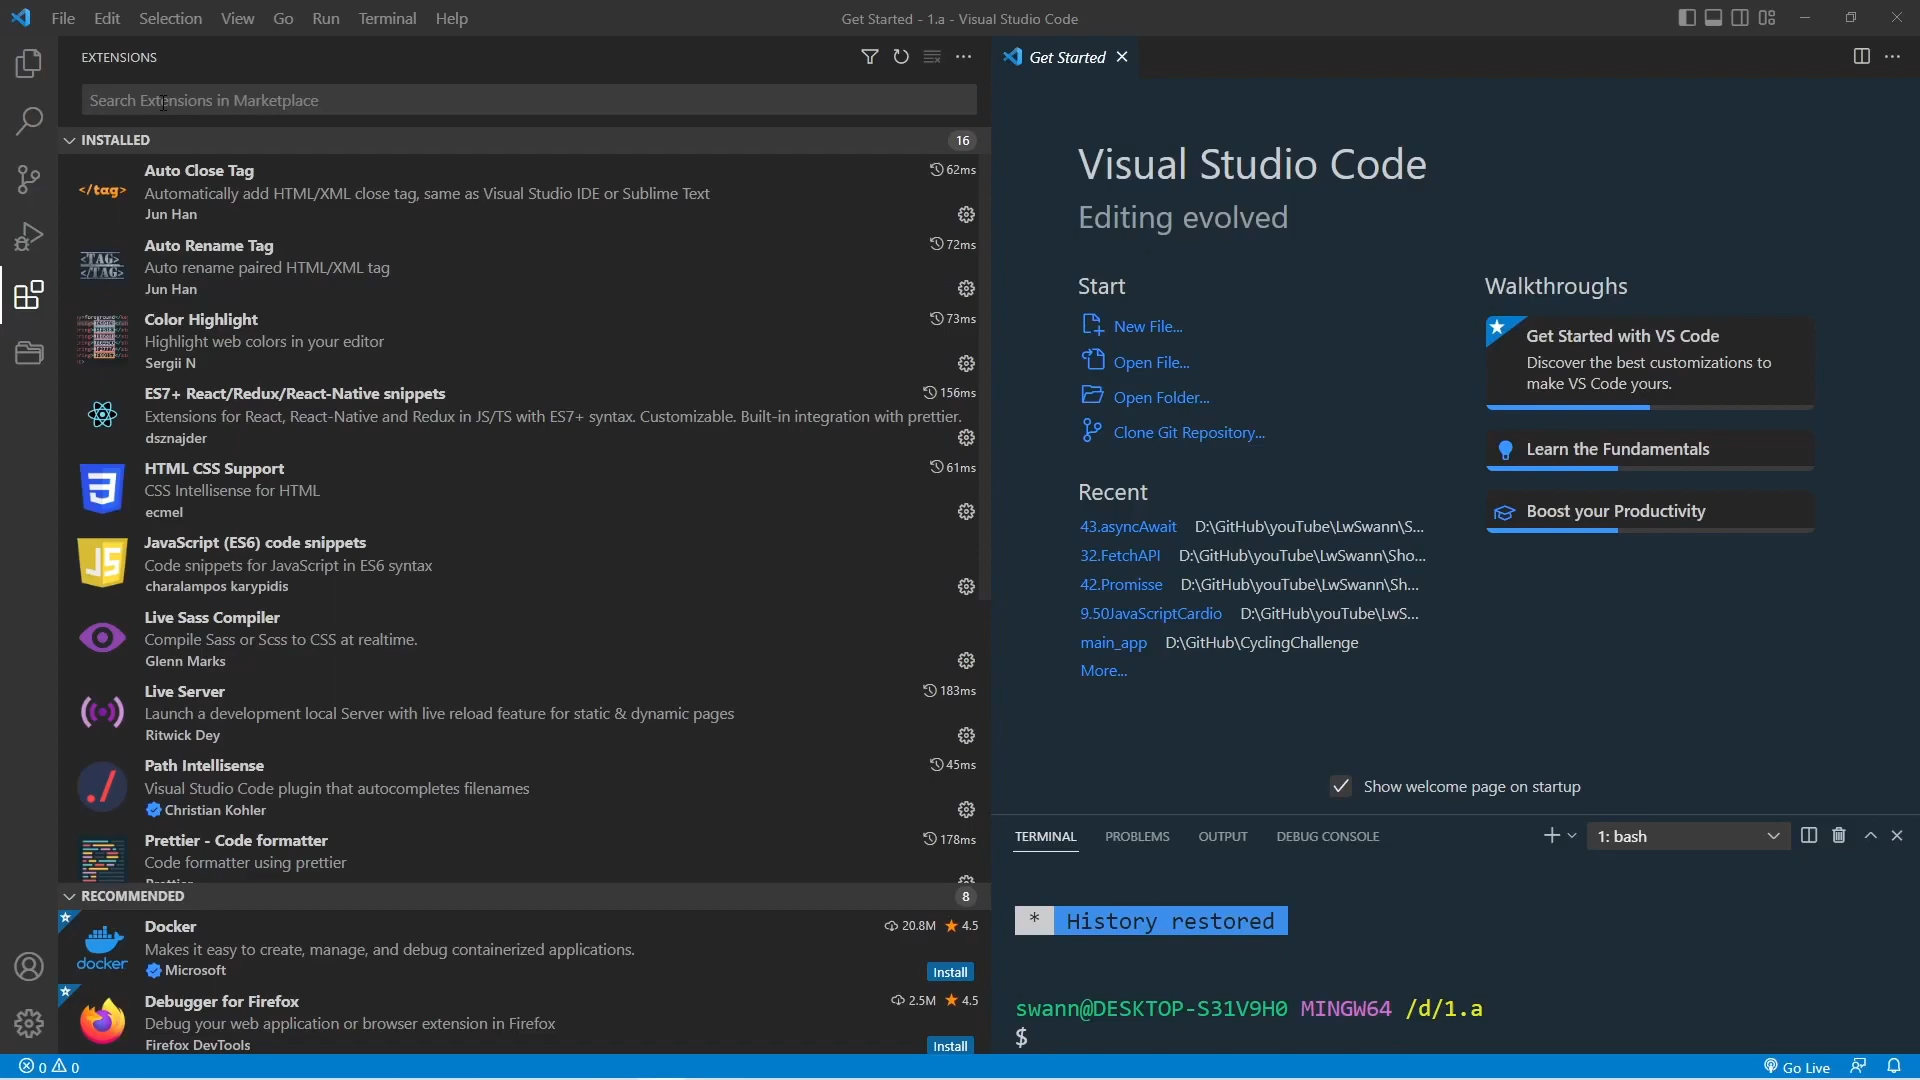 File Edit Selection View Go Run Terminal Help
Get Started - 1.a - Visual Studio Code
EXTENSIONS
Search Extensions in Marketplace
INSTALLED 16
Auto Close Tag 62ms
Automatically add HTML/XML close tag, same as Visual Studio IDE or Sublime Text
Jun Han
</tag>
Auto Rename Tag 72ms
Auto rename paired HTML/XML tag
Jun Han
<TAG>
</TAG>
Color Highlight 73ms
Highlight web colors in your editor
Sergii N
ES7+ React/Redux/React-Native snippets 156ms
Extensions for React, React-Native and Redux in JS/TS with ES7+ syntax. Customizable. Built-in integration with prettier.
dsznajder
HTML CSS Support 61ms
CSS Intellisense for HTML
ecmel
3
JavaScript (ES6) code snippets
Code snippets for JavaScript in ES6 syntax
charalampos karypidis
JS
Live Sass Compiler
Compile Sass or Scss to CSS at realtime.
Glenn Marks
Live Server 183ms
Launch a development local Server with live reload feature for static & dynamic pages
Ritwick Dey
Path Intellisense 45ms
Visual Studio Code plugin that autocompletes filenames
Christian Kohler
./
Prettier - Code formatter 178ms
Code formatter using prettier
Prettier
RECOMMENDED 8
Docker 20.8M 4.5
Makes it easy to create, manage, and debug containerized applications.
Microsoft Install
docker
Debugger for Firefox 2.5M 4.5
Debug your web application or browser extension in Firefox
Firefox DevTools Install
Get Started
Visual Studio Code
Editing evolved
Start
New File...
Open File...
Open Folder...
Clone Git Repository...
Recent
43.asyncAwait D:\GitHub\youTube\LwSwann\S...
32.FetchAPI D:\GitHub\youTube\LwSwann\Sho...
42.Promisse D:\GitHub\youTube\LwSwann\Sh...
9.50JavaScriptCardio D:\GitHub\youTube\LwS...
main_app D:\GitHub\CyclingChallenge
More...
Walkthroughs
Get Started with VS Code
Discover the best customizations to
make VS Code yours.
Learn the Fundamentals
Boost your Productivity
Show welcome page on startup
TERMINAL PROBLEMS OUTPUT DEBUG CONSOLE 1: bash
* History restored
swann@DESKTOP-S31V9H0 MINGW64 /d/1.a
$
0 0 Go Live